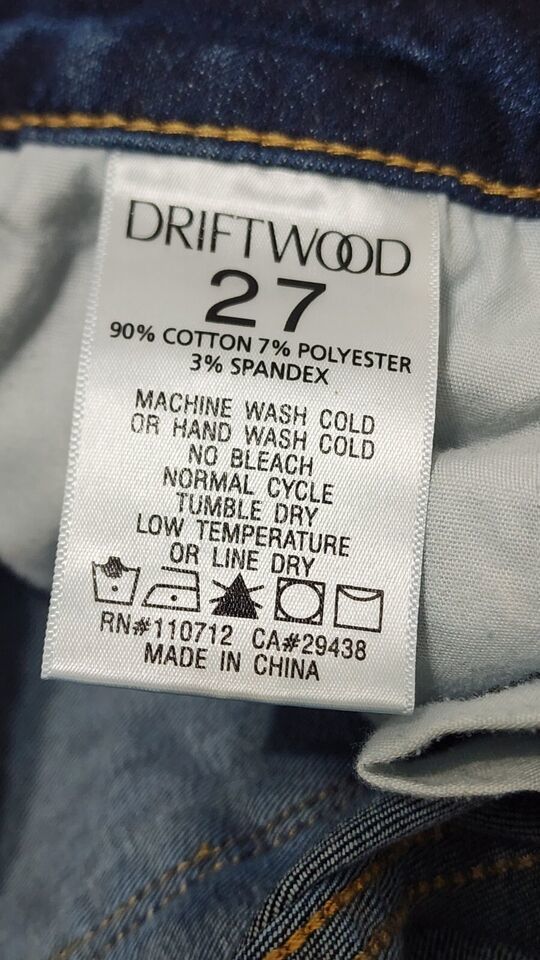 DRIFTWOOD
27
90% COTTON 7% POLYESTER
3% SPANDEX
MACHINE WASH COLD
OR HAND WASH COLD
NO BLEACH
NORMAL CYCLE
TUMBLE DRY
LOW TEMPERATURE
OR LINE DRY
RN#110712 CA#29438
MADE IN CHINA